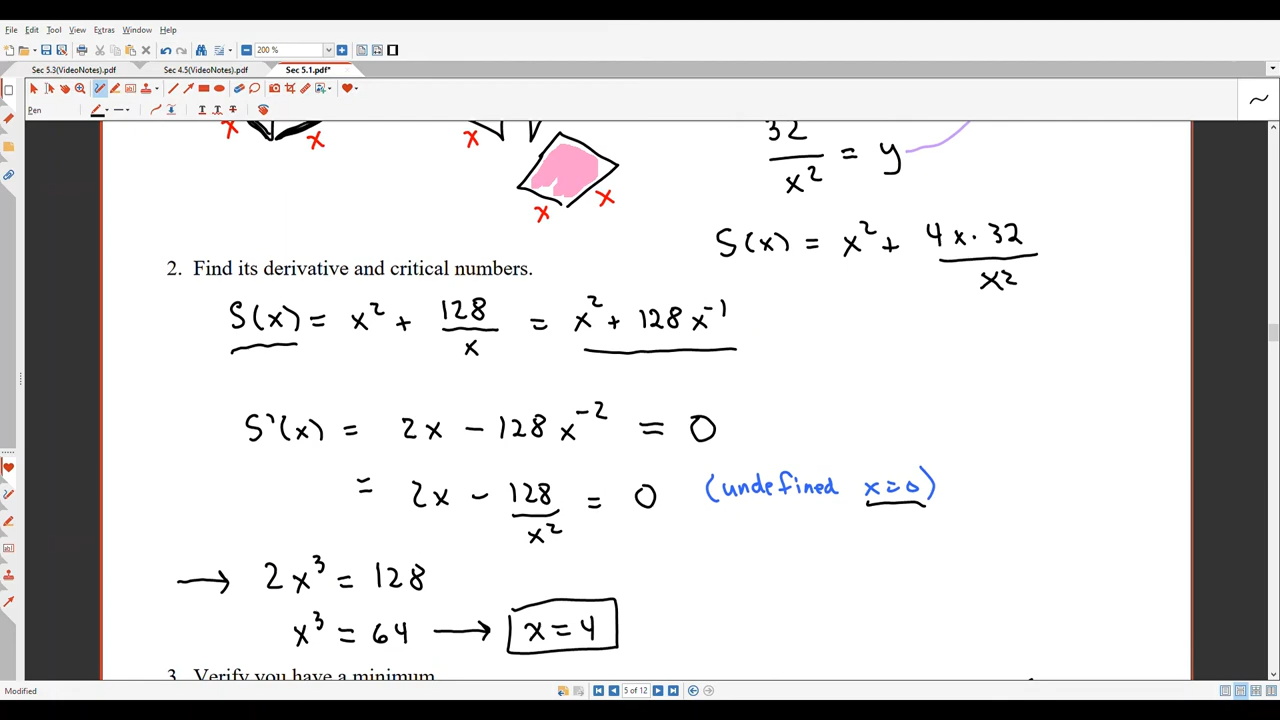 File Edit Tool View Extras Window Help
200 %
Sec 5.3(VideoNotes).pdf Sec 4.5(VideoNotes).pdf Sec 5.1.pdf*
Pen
x x x
x x
32/x² = y
S(x) = x² + 4x·32/x²
2. Find its derivative and critical numbers.
S(x) = x² + 128/x = x² + 128x⁻¹
S'(x) = 2x - 128x⁻² = 0
= 2x - 128/x² = 0 (undefined x=0)
→ 2x³ = 128
x³ = 64 → x = 4
3. Verify you have a minimum.
Modified 5 of 12